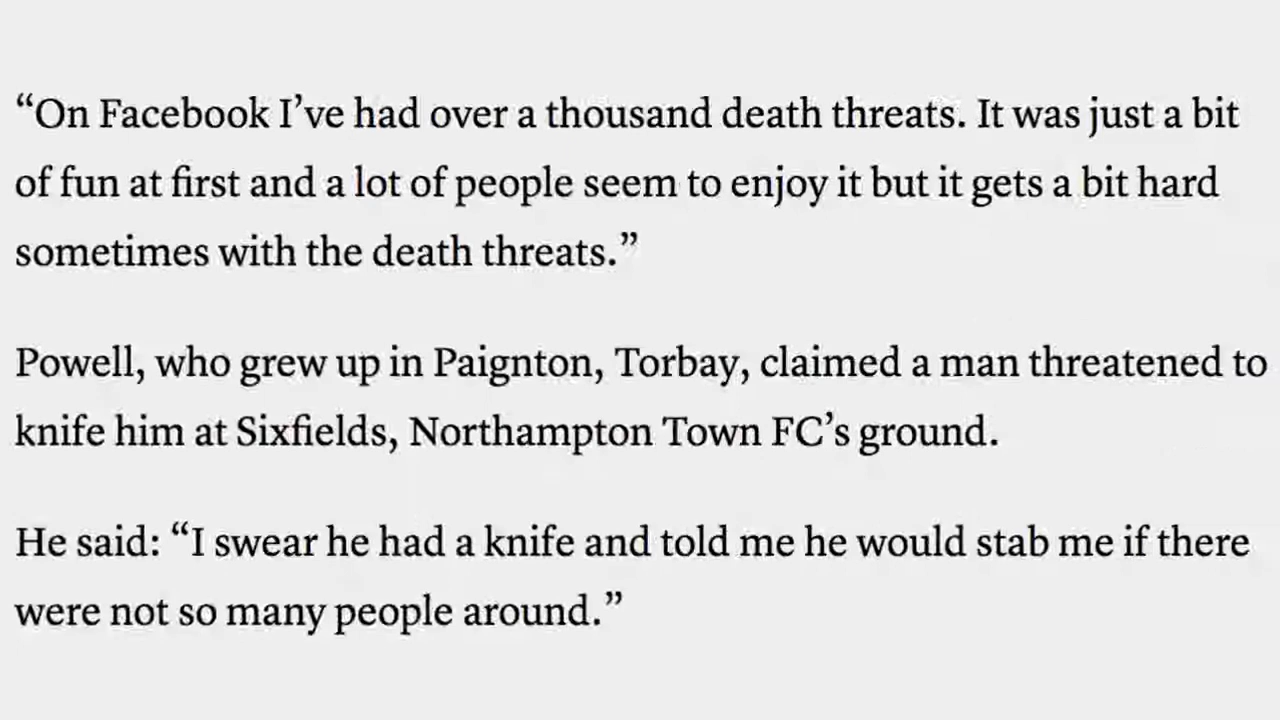 “On Facebook I’ve had over a thousand death threats. It was just a bit
of fun at first and a lot of people seem to enjoy it but it gets a bit hard
sometimes with the death threats.”
Powell, who grew up in Paignton, Torbay, claimed a man threatened to
knife him at Sixfields, Northampton Town FC’s ground.
He said: “I swear he had a knife and told me he would stab me if there
were not so many people around.”